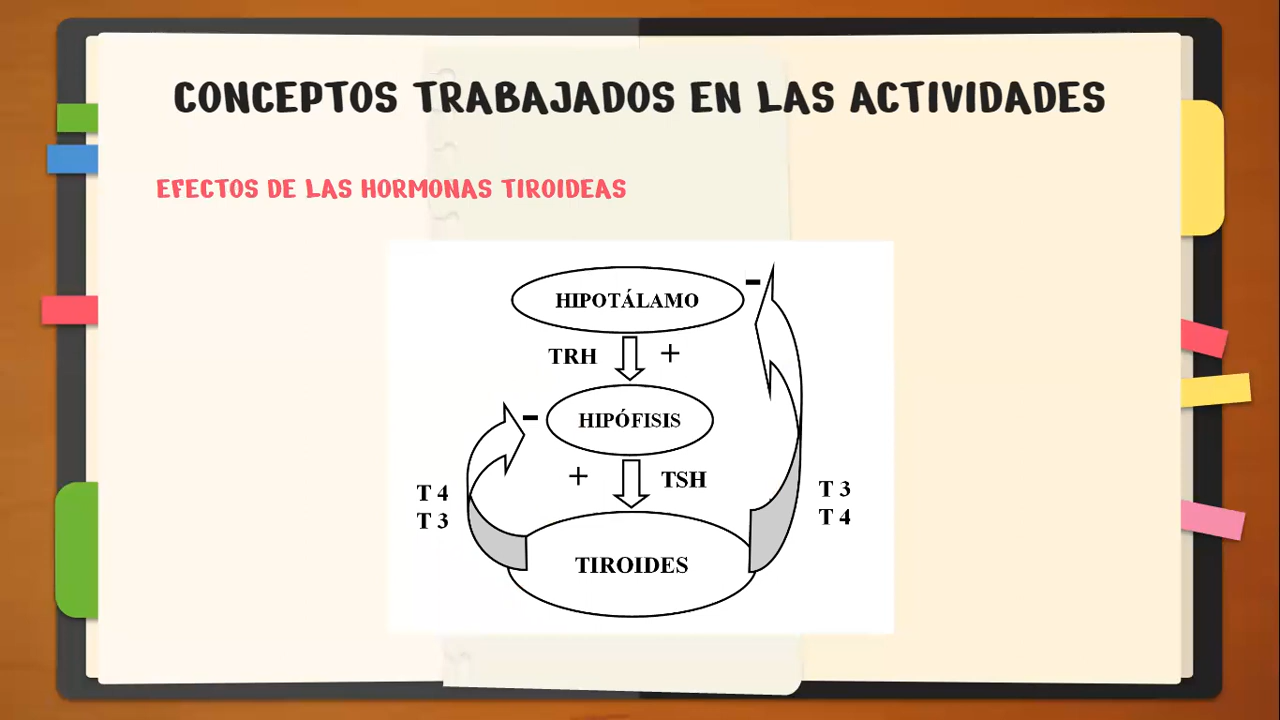 CONCEPTOS TRABAJADOS EN LAS ACTIVIDADES
EFECTOS DE LAS HORMONAS TIROIDEAS
HIPOTÁLAMO -
TRH +
- HIPÓFISIS
+ TSH
T 4
T 3
T 3
T 4
TIROIDES